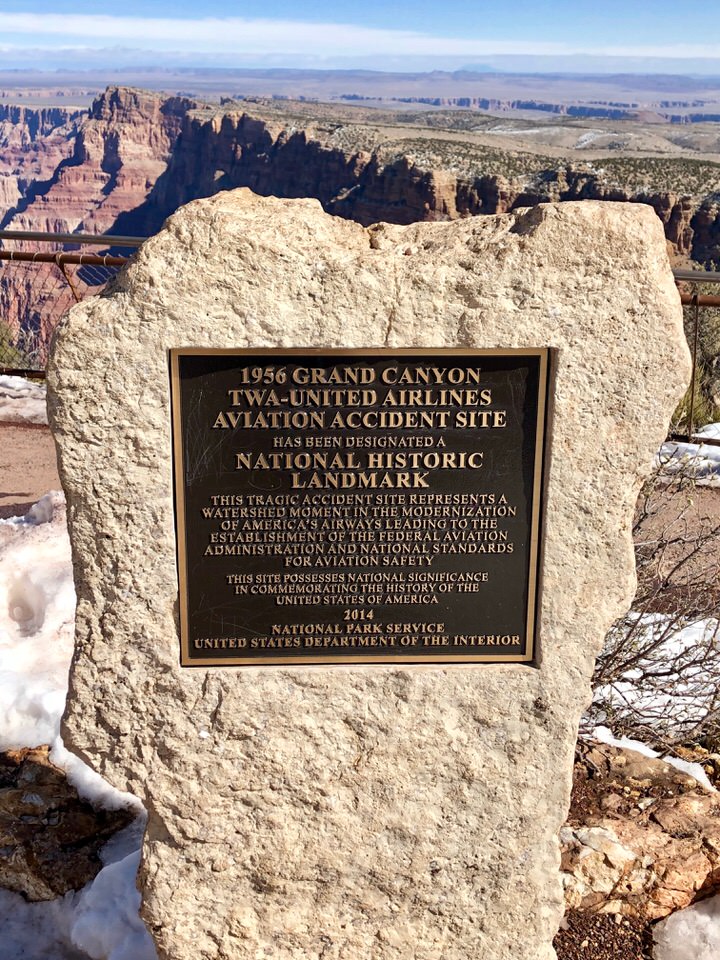 1956 GRAND CANYON
TWA-UNITED AIRLINES
AVIATION ACCIDENT SITE
HAS BEEN DESIGNATED A
NATIONAL HISTORIC
LANDMARK
THIS TRAGIC ACCIDENT SITE REPRESENTS A
WATERSHED MOMENT IN THE MODERNIZATION
OF AMERICA'S AIRWAYS LEADING TO THE
ESTABLISHMENT OF THE FEDERAL AVIATION
ADMINISTRATION AND NATIONAL STANDARDS
FOR AVIATION SAFETY
THIS SITE POSSESSES NATIONAL SIGNIFICANCE
IN COMMEMORATING THE HISTORY OF THE
UNITED STATES OF AMERICA
2014
NATIONAL PARK SERVICE
UNITED STATES DEPARTMENT OF THE INTERIOR